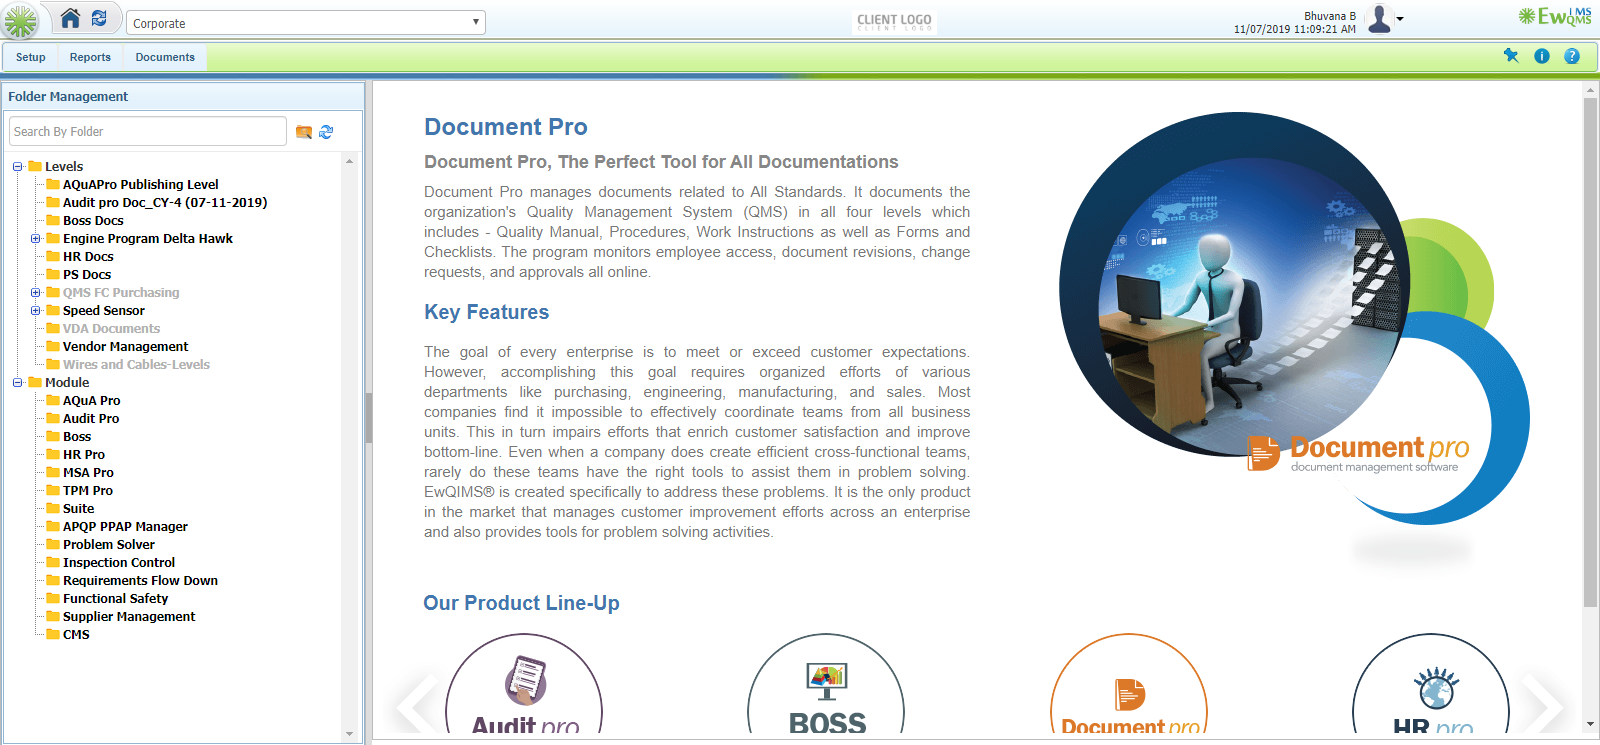 Corporate
CLIENT LOGO
CLIENT LOGO
Bhuvana B
11/07/2019 11:09:21 AM
EwQIMS
QMS
Setup Reports Documents
Folder Management
Search By Folder
Levels
AQuAPro Publishing Level
Audit pro Doc_CY-4 (07-11-2019)
Boss Docs
Engine Program Delta Hawk
HR Docs
PS Docs
QMS FC Purchasing
Speed Sensor
VDA Documents
Vendor Management
Wires and Cables-Levels
Module
AQuA Pro
Audit Pro
Boss
HR Pro
MSA Pro
TPM Pro
Suite
APQP PPAP Manager
Problem Solver
Inspection Control
Requirements Flow Down
Functional Safety
Supplier Management
CMS
Document Pro
Document Pro, The Perfect Tool for All Documentations
Document Pro manages documents related to All Standards. It documents the
organization's Quality Management System (QMS) in all four levels which
includes - Quality Manual, Procedures, Work Instructions as well as Forms and
Checklists. The program monitors employee access, document revisions, change
requests, and approvals all online.
Key Features
The goal of every enterprise is to meet or exceed customer expectations.
However, accomplishing this goal requires organized efforts of various
departments like purchasing, engineering, manufacturing, and sales. Most
companies find it impossible to effectively coordinate teams from all business
units. This in turn impairs efforts that enrich customer satisfaction and improve
bottom-line. Even when a company does create efficient cross-functional teams,
rarely do these teams have the right tools to assist them in problem solving.
EwQIMS® is created specifically to address these problems. It is the only product
in the market that manages customer improvement efforts across an enterprise
and also provides tools for problem solving activities.
Document pro
document management software
Our Product Line-Up
Audit pro
BOSS
Document pro
HR pro